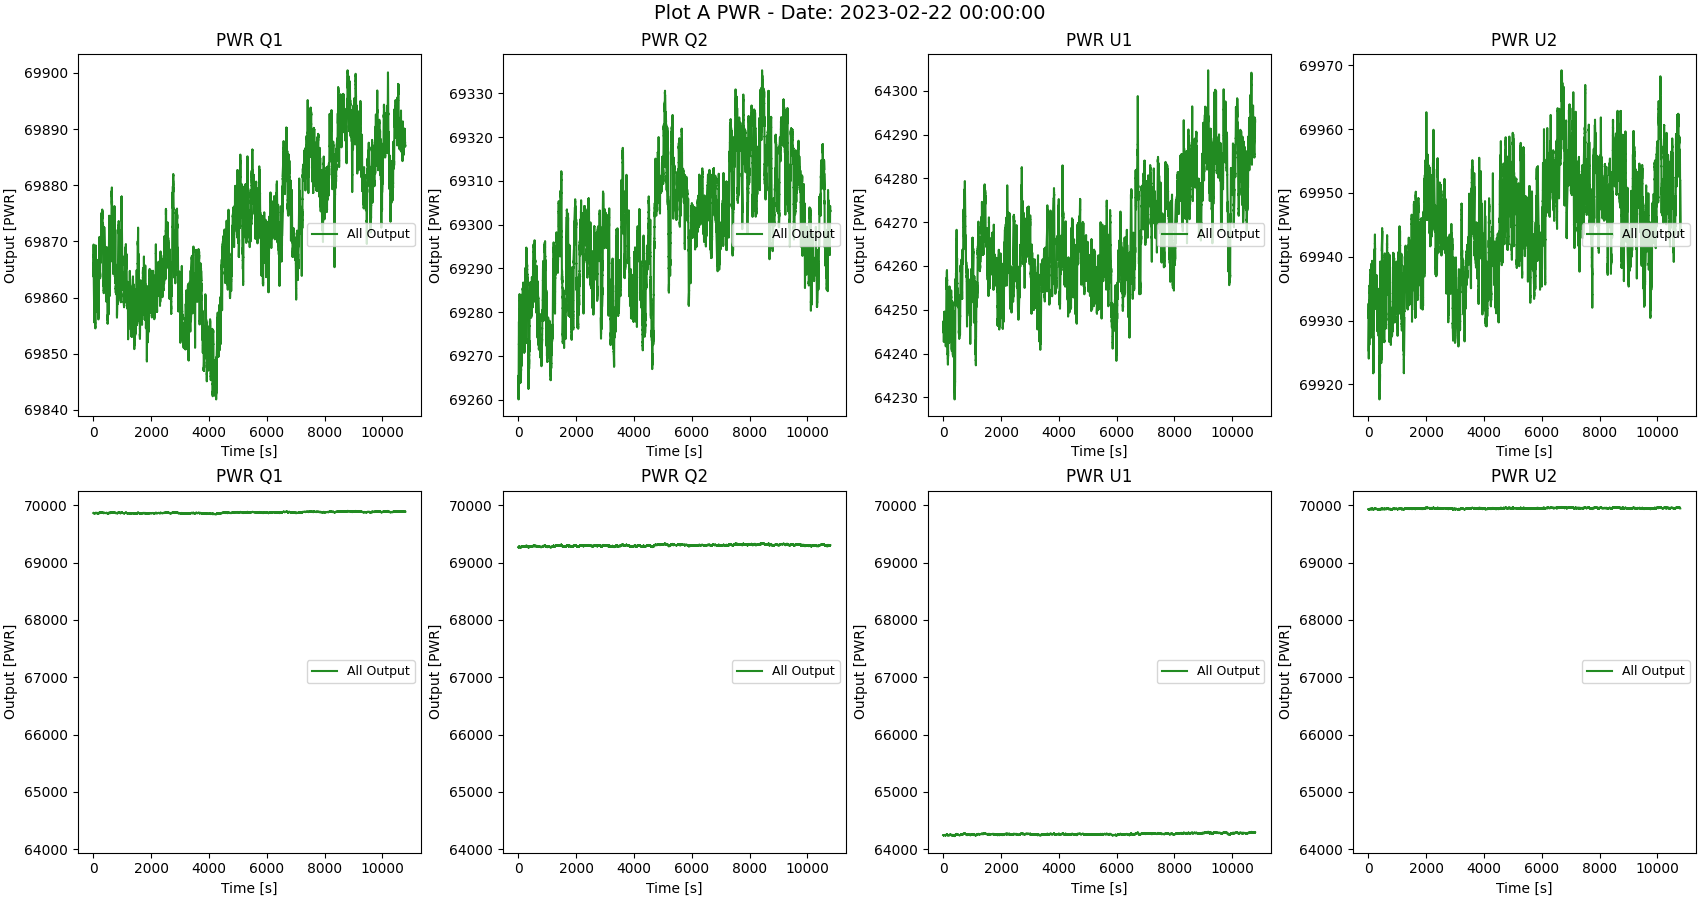 Plot A PWR - Date: 2023-02-22 00:00:00
PWR Q1
Output [PWR]
69900
69890
69880
69870
69860
69850
69840
0 2000 4000 6000 8000 10000
Time [s]
All Output
PWR Q2
Output [PWR]
69330
69320
69310
69300
69290
69280
69270
69260
0 2000 4000 6000 8000 10000
Time [s]
All Output
PWR U1
Output [PWR]
64300
64290
64280
64270
64260
64250
64240
64230
0 2000 4000 6000 8000 10000
Time [s]
All Output
PWR U2
Output [PWR]
69970
69960
69950
69940
69930
69920
0 2000 4000 6000 8000 10000
Time [s]
All Output
PWR Q1
Output [PWR]
70000
69000
68000
67000
66000
65000
64000
0 2000 4000 6000 8000 10000
Time [s]
All Output
PWR Q2
Output [PWR]
70000
69000
68000
67000
66000
65000
64000
0 2000 4000 6000 8000 10000
Time [s]
All Output
PWR U1
Output [PWR]
70000
69000
68000
67000
66000
65000
64000
0 2000 4000 6000 8000 10000
Time [s]
All Output
PWR U2
Output [PWR]
70000
69000
68000
67000
66000
65000
64000
0 2000 4000 6000 8000 10000
Time [s]
All Output